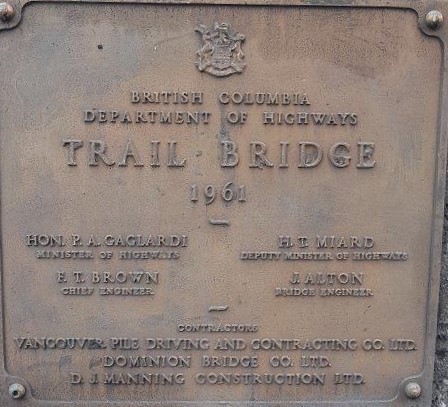 BRITISH COLUMBIA
DEPARTMENT OF HIGHWAYS
TRAIL BRIDGE
1961
HON. P. A. GAGLARDI
MINISTER OF HIGHWAYS
H. T. MIARD
DEPUTY MINISTER OF HIGHWAYS
F. T. BROWN
CHIEF ENGINEER
J. ALTON
BRIDGE ENGINEER
CONTRACTORS
VANCOUVER PILE DRIVING AND CONTRACTING CO. LTD.
DOMINION BRIDGE CO. LTD.
D. J. MANNING CONSTRUCTION LTD.